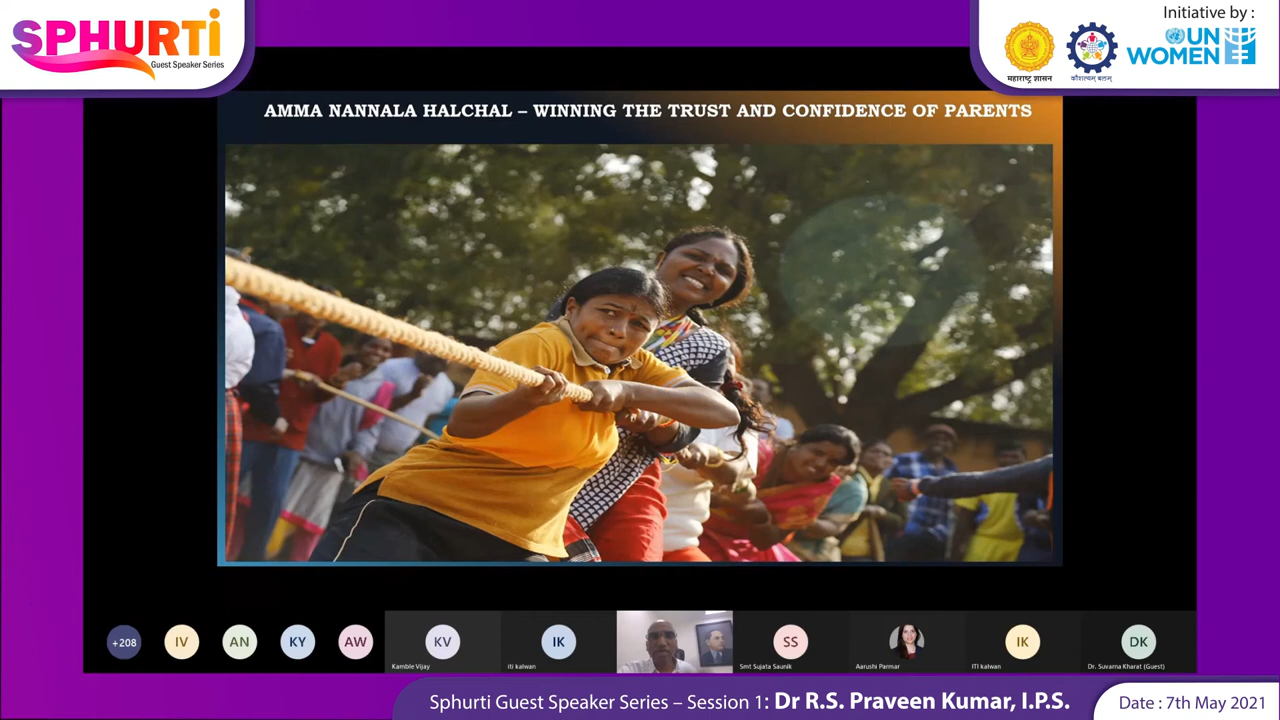 SPHURTI
Guest Speaker Series
Initiative by :
महाराष्ट्र शासन
कौशल्यम् बलम्
UN
WOMEN
AMMA NANNALA HALCHAL – WINNING THE TRUST AND CONFIDENCE OF PARENTS
+208
IV
AN
KY
AW
KV
IK
SS
IK
DK
Kamble Vijay
iti kalwan
Smt Sujata Saunik
Aarushi Parmar
ITI kalwan
Dr. Suvarna Kharat (Guest)
Sphurti Guest Speaker Series – Session 1: Dr R.S. Praveen Kumar, I.P.S.
Date : 7th May 2021